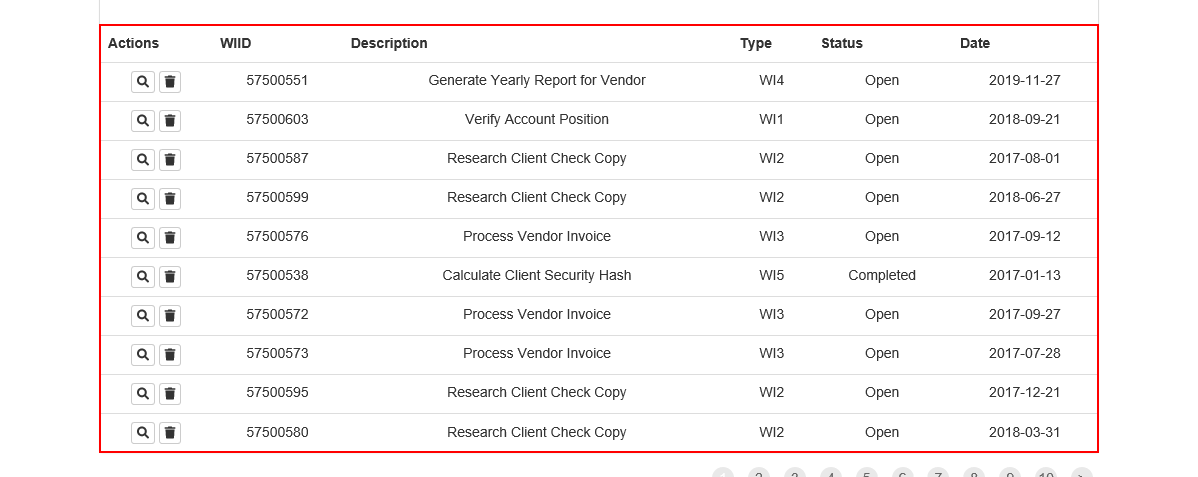 Actions WIID Description Type Status Date
57500551 Generate Yearly Report for Vendor WI4 Open 2019-11-27
57500603 Verify Account Position WI1 Open 2018-09-21
57500587 Research Client Check Copy WI2 Open 2017-08-01
57500599 Research Client Check Copy WI2 Open 2018-06-27
57500576 Process Vendor Invoice WI3 Open 2017-09-12
57500538 Calculate Client Security Hash WI5 Completed 2017-01-13
57500572 Process Vendor Invoice WI3 Open 2017-09-27
57500573 Process Vendor Invoice WI3 Open 2017-07-28
57500595 Research Client Check Copy WI2 Open 2017-12-21
57500580 Research Client Check Copy WI2 Open 2018-03-31
1 2 3 4 5 6 7 8 9 10 >